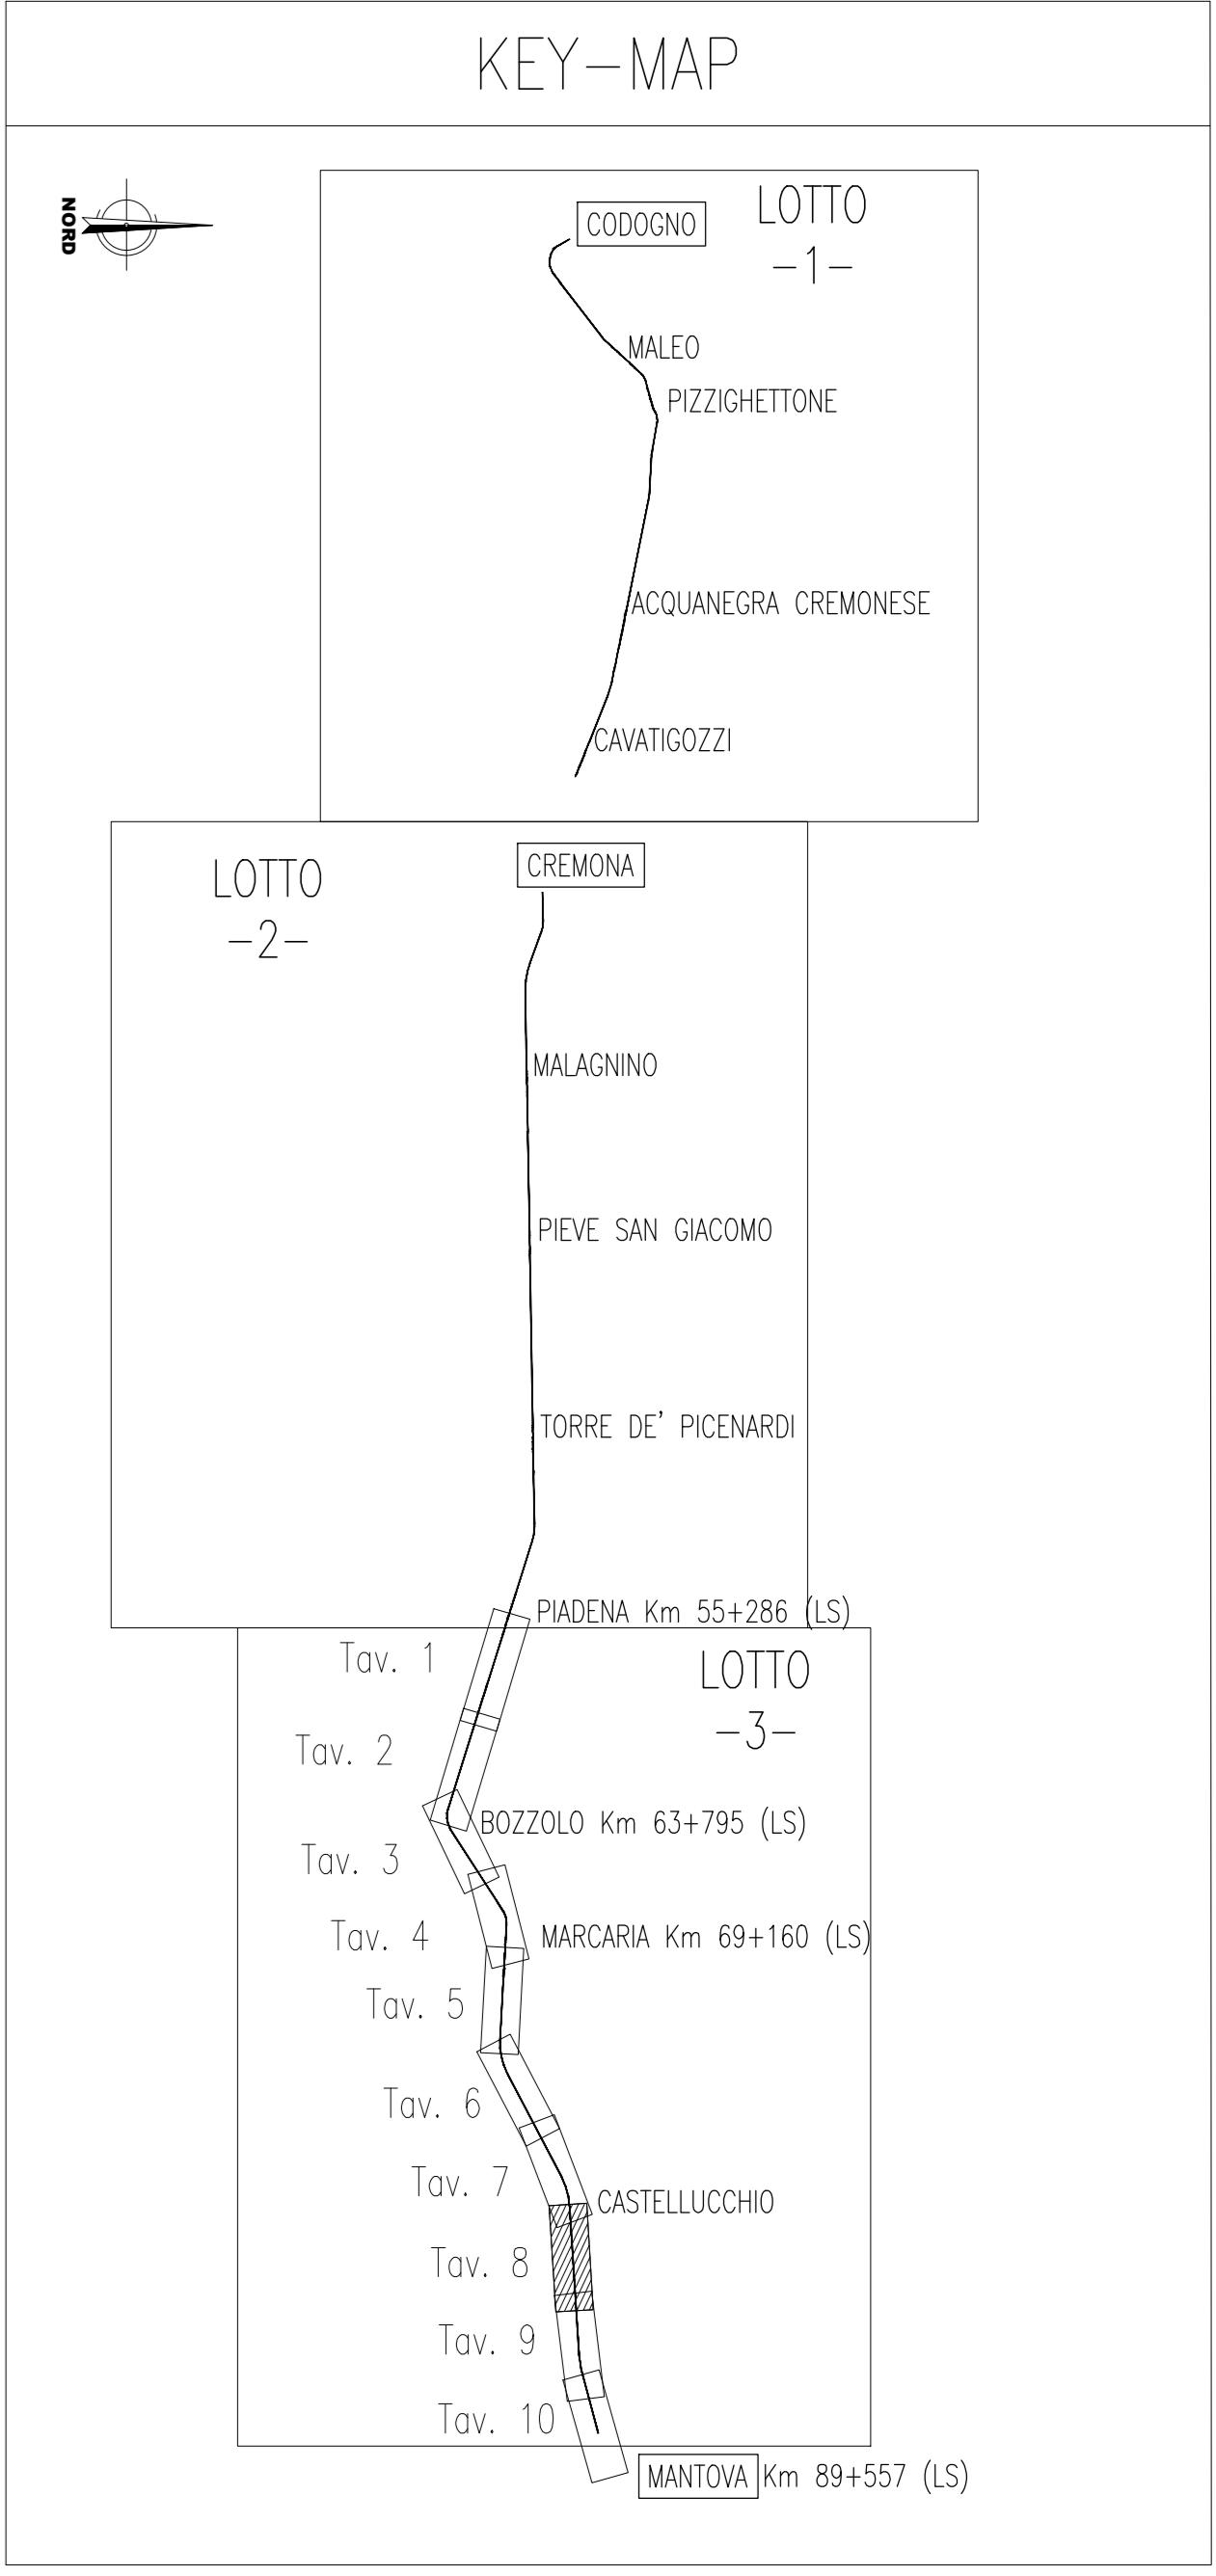 KEY-MAP
NORD
LOTTO
-1-
CODOGNO
MALEO
PIZZIGHETTONE
ACQUANEGRA CREMONESE
CAVATIGOZZI
LOTTO
-2-
CREMONA
MALAGNINO
PIEVE SAN GIACOMO
TORRE DE' PICENARDI
PIADENA Km 55+286 (LS)
LOTTO
-3-
Tav. 1
Tav. 2
BOZZOLO Km 63+795 (LS)
Tav. 3
Tav. 4
MARCARIA Km 69+160 (LS)
Tav. 5
Tav. 6
Tav. 7
CASTELLUCCHIO
Tav. 8
Tav. 9
Tav. 10
MANTOVA Km 89+557 (LS)